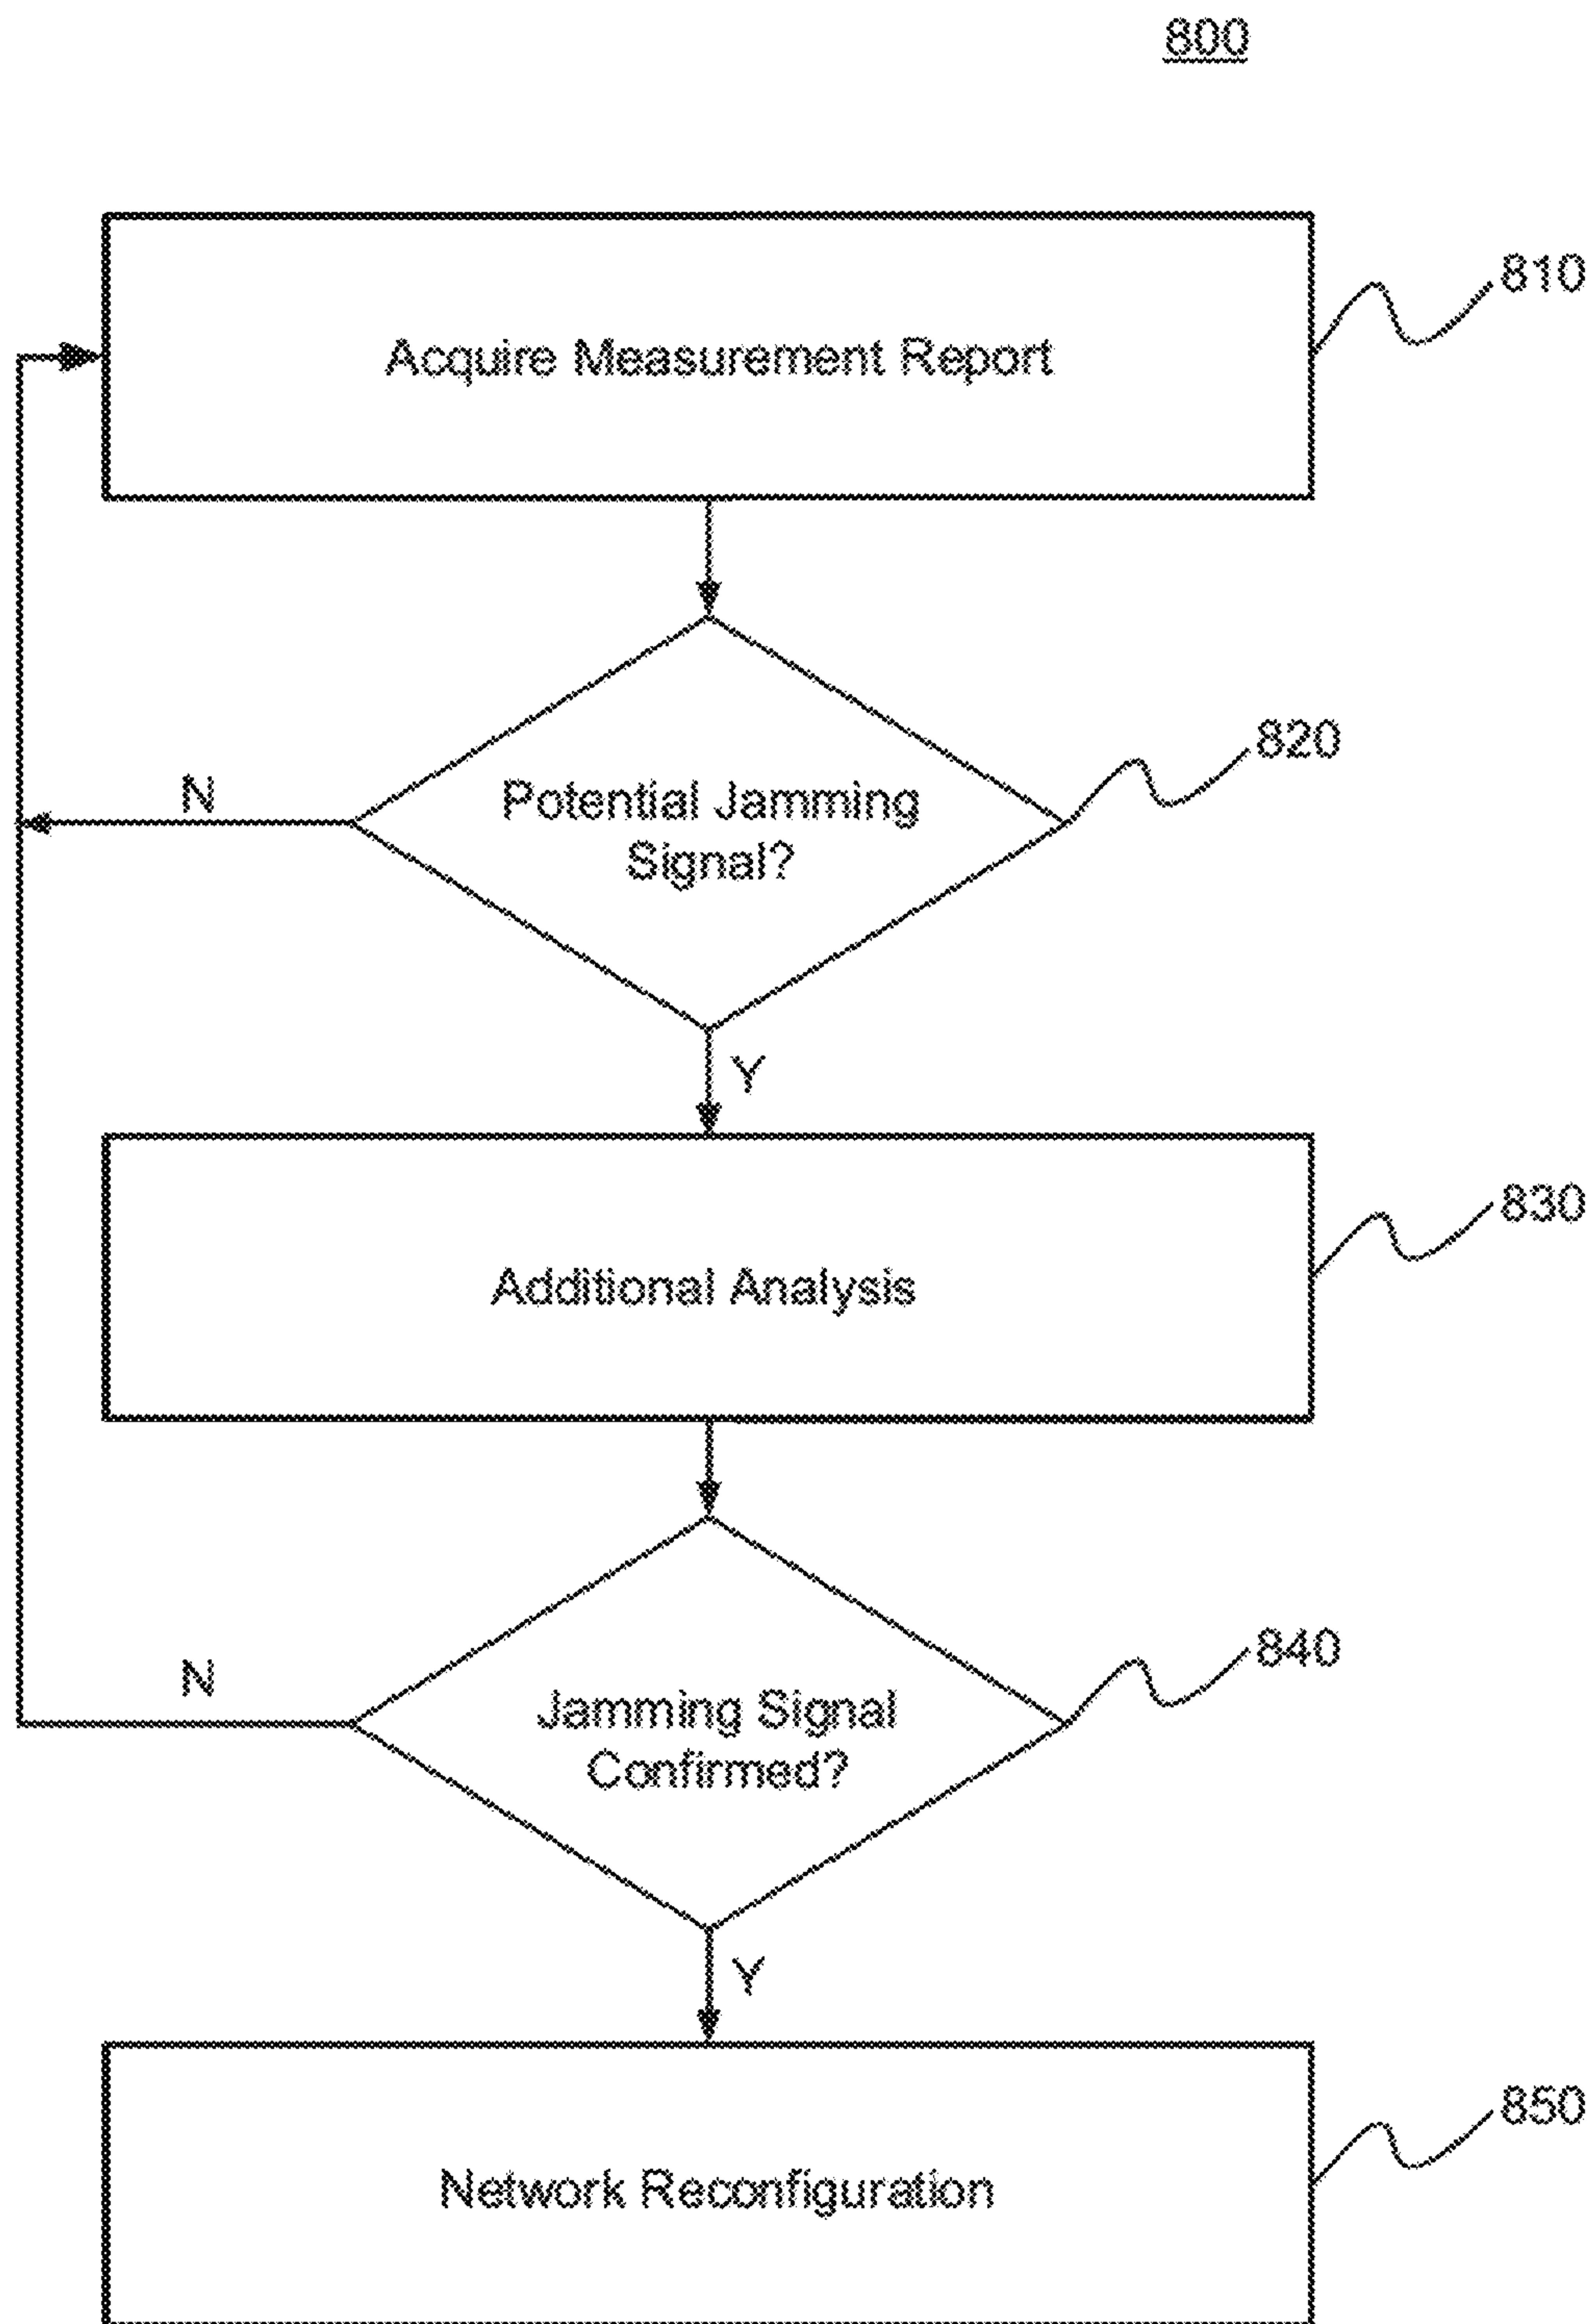 800
Acquire Measurement Report
810
Potential Jamming
Signal?
820
N
Y
Additional Analysis
830
Jamming Signal
Confirmed?
840
N
Y
Network Reconfiguration
850